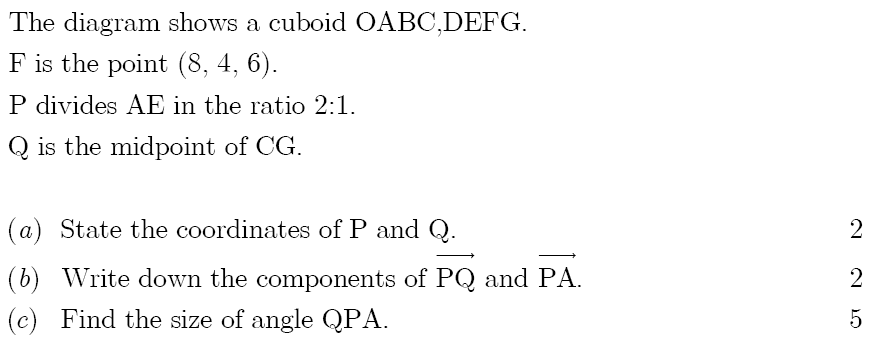 The diagram shows a cuboid OABC,DEFG.
F is the point (8, 4, 6).
P divides AE in the ratio 2:1.
Q is the midpoint of CG.
(a) State the coordinates of P and Q. 2
(b) Write down the components of $\overrightarrow{PQ}$ and $\overrightarrow{PA}$. 2
(c) Find the size of angle QPA. 5